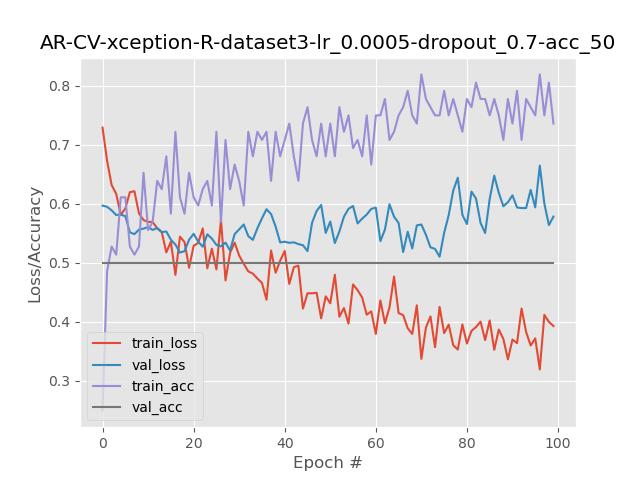 AR-CV-xception-R-dataset3-lr_0.0005-dropout_0.7-acc_50
0.8
0.7
0.6
0.5
0.4
0.3
Loss/Accuracy
train_loss
val_loss
train_acc
val_acc
0 20 40 60 80 100
Epoch #